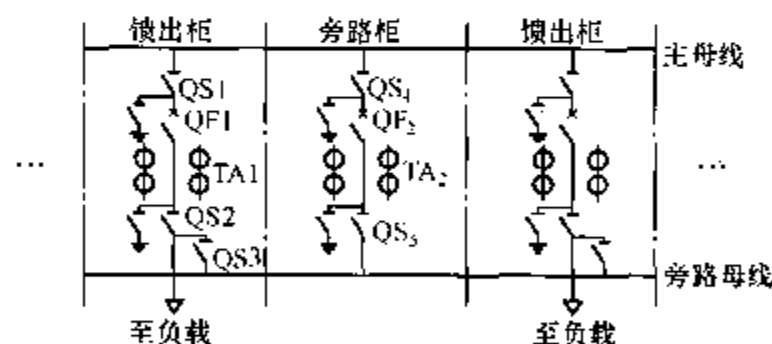 馈出柜 旁路柜 馈出柜
主母线
QS1 QS4
QF1 QF2
… TA1 TA2 …
QS2 QS5
QS3
旁路母线
至负载 至负载